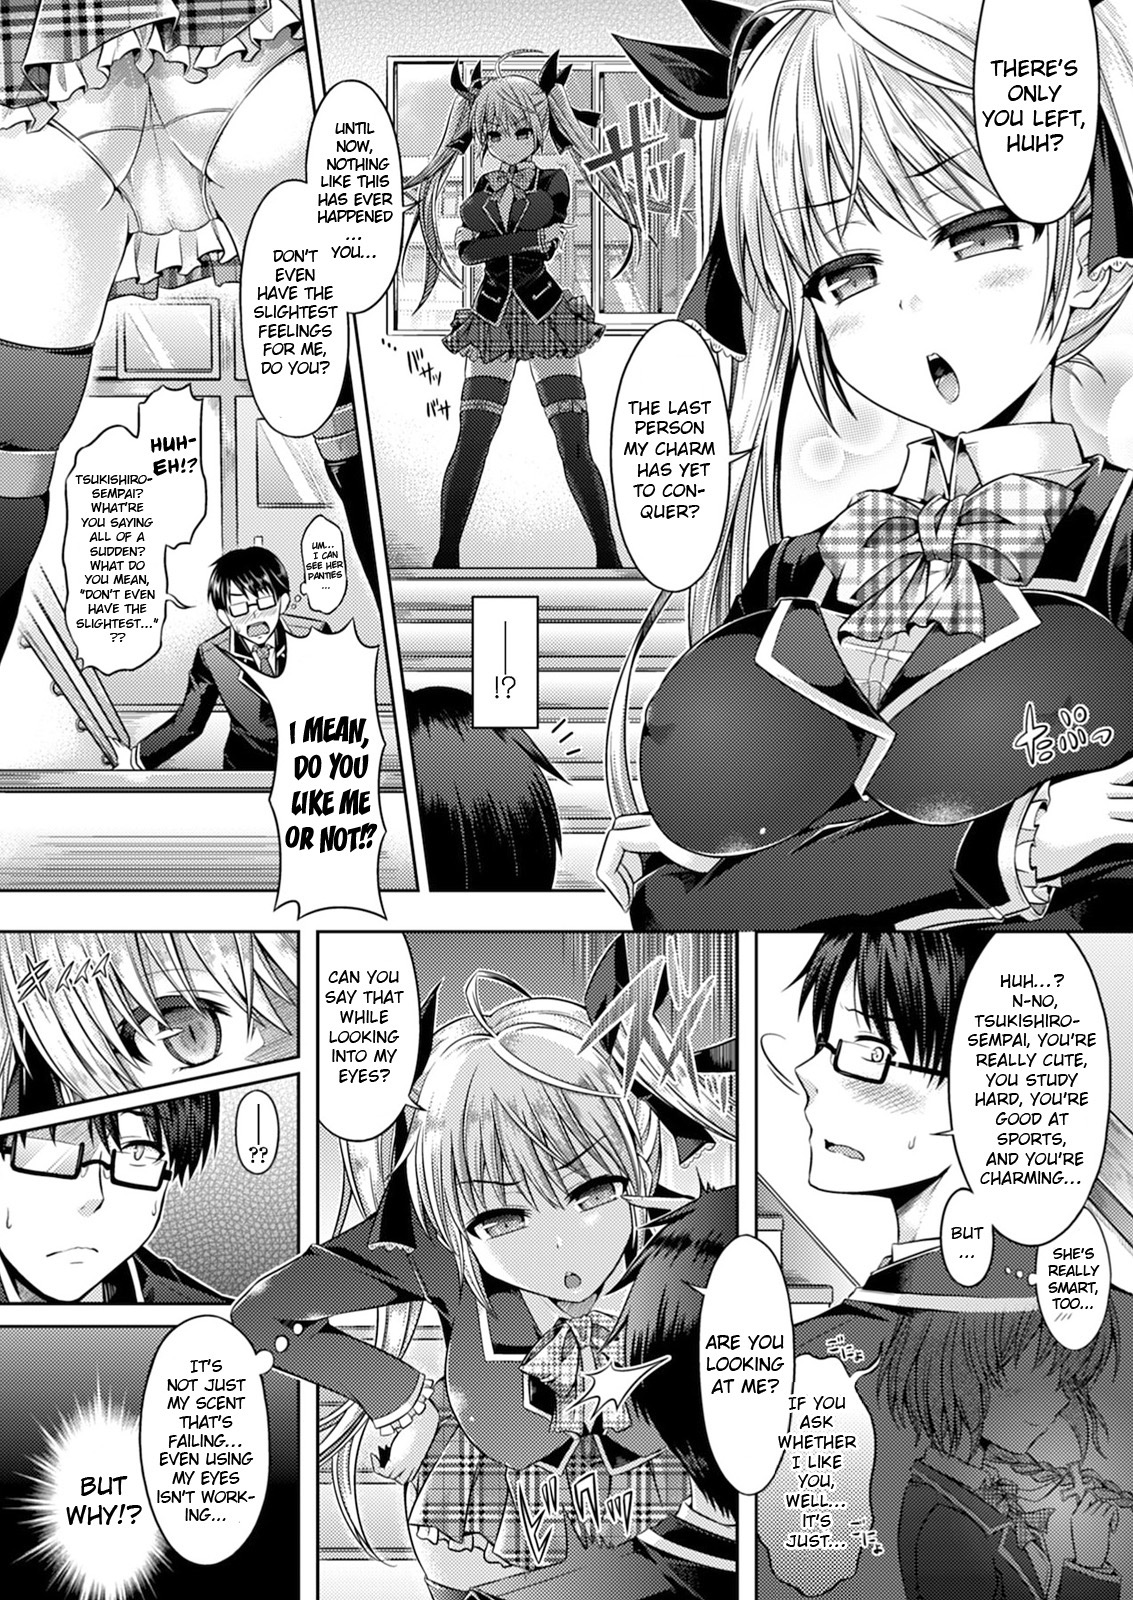 THERE'S
ONLY
YOU LEFT,
HUH?
THE LAST
PERSON
MY CHARM
HAS YET
TO CON-
QUER?
!?
UNTIL
NOW,
NOTHING
LIKE THIS
HAS EVER
HAPPENED
...
YOU...
DON'T
EVEN
HAVE THE
SLIGHTEST
FEELINGS
FOR ME,
DO YOU?
HUH-
EH!?
TSUKISHIRO-
SEMPAI?
WHAT'RE
YOU SAYING
ALL OF A
SUDDEN?
WHAT DO
YOU MEAN,
"DON'T EVEN
HAVE THE
SLIGHTEST..."
??
UM...
I CAN
SEE HER
PANTIES
...
I MEAN,
DO YOU
LIKE ME
OR NOT!?
HUH...?
N-NO,
TSUKISHIRO-
SEMPAI, YOU'RE
REALLY CUTE,
YOU STUDY
HARD, YOU'RE
GOOD AT
SPORTS,
AND YOU'RE
CHARMING...
BUT
...
SHE'S
REALLY
SMART,
TOO...
IF YOU
ASK
WHETHER
I LIKE
YOU,
WELL...
IT'S
JUST...
CAN YOU
SAY THAT
WHILE
LOOKING
INTO MY
EYES?
ARE YOU
LOOKING
AT ME?
??
IT'S
NOT JUST
MY SCENT
THAT'S
FAILING...
EVEN USING
MY EYES
ISN'T WORK-
ING...
BUT
WHY!?